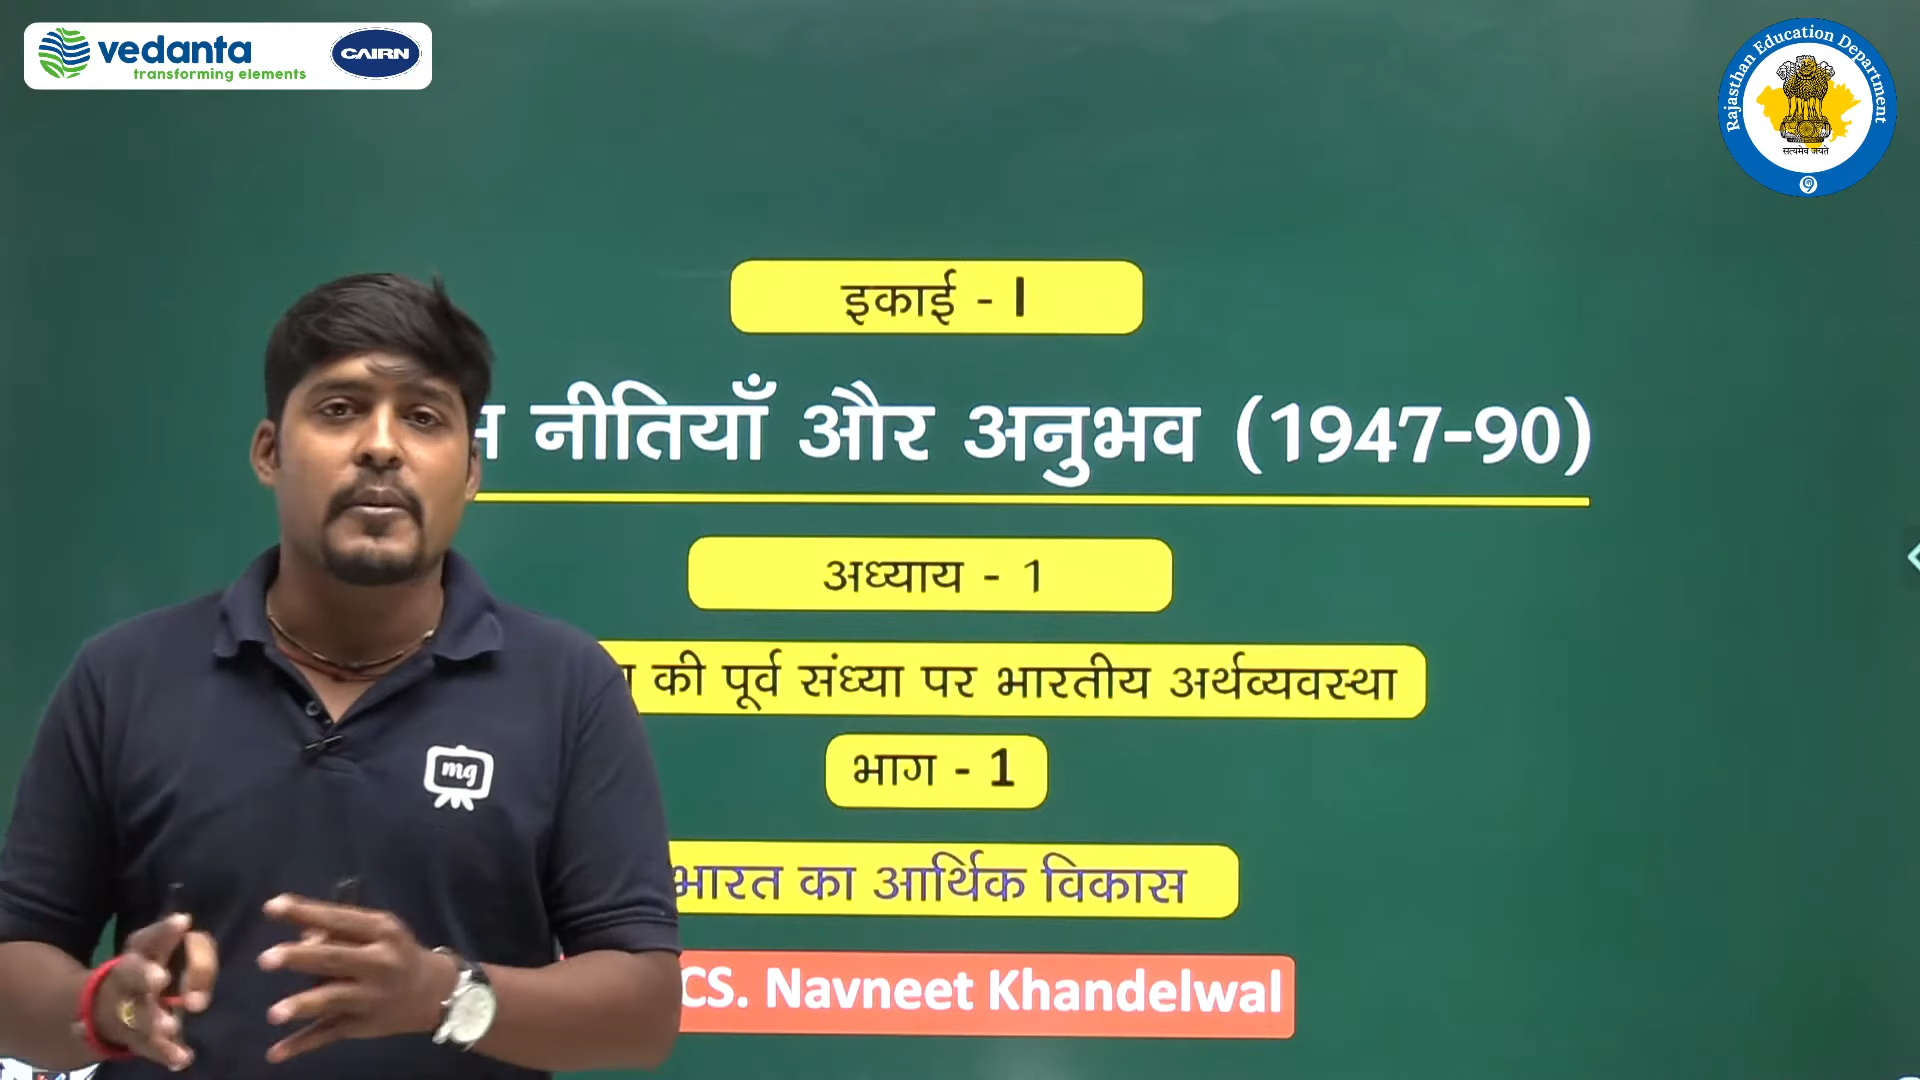 vedanta
transforming elements
CAIRN
Rajasthan Education Department
सत्यमेव जयते
इकाई - I
नीतियाँ और अनुभव (1947-90)
अध्याय - 1
की पूर्व संध्या पर भारतीय अर्थव्यवस्था
भाग - 1
mg
भारत का आर्थिक विकास
CS. Navneet Khandelwal